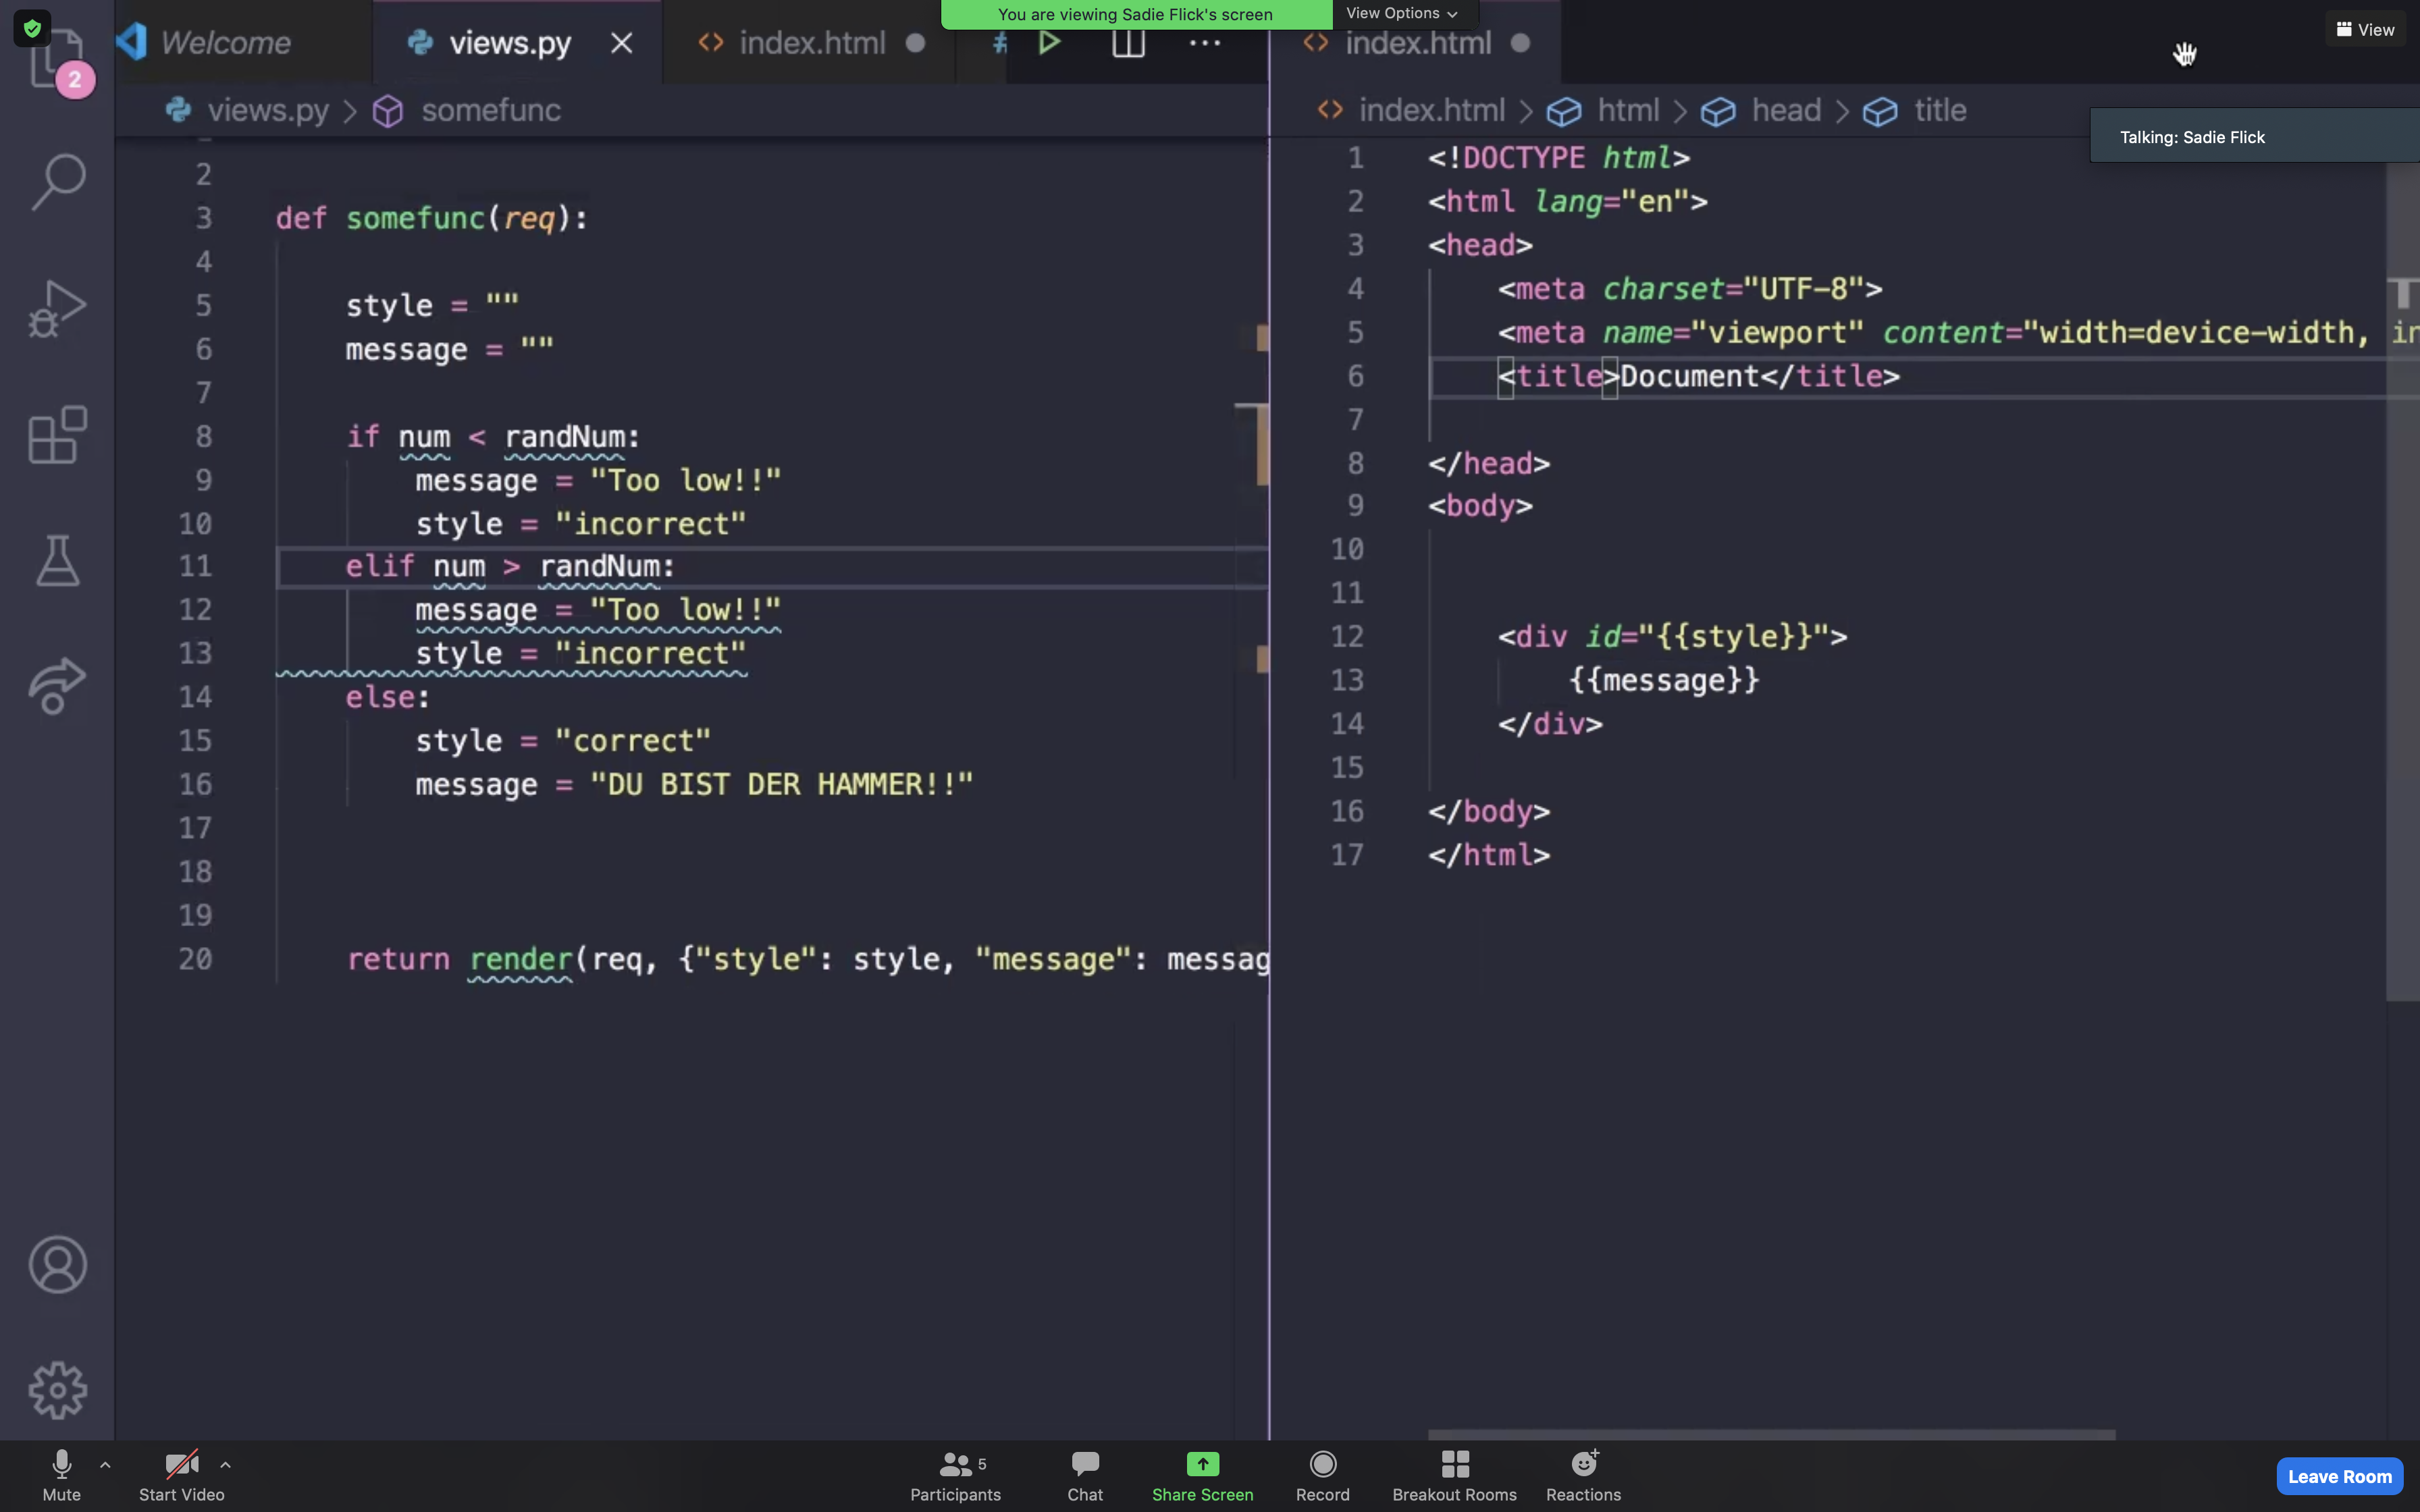 You are viewing Sadie Flick's screen
View Options
View
Welcome
views.py
index.html
index.html
2
views.py > somefunc
index.html > html > head > title
Talking: Sadie Flick
2
3 def somefunc(req):
4
5 style = ""
6 message = ""
7
8 if num < randNum:
9 message = "Too low!!"
10 style = "incorrect"
11 elif num > randNum:
12 message = "Too low!!"
13 style = "incorrect"
14 else:
15 style = "correct"
16 message = "DU BIST DER HAMMER!!"
17
18
19
20 return render(req, {"style": style, "message": messag
1 <!DOCTYPE html>
2 <html lang="en">
3 <head>
4 <meta charset="UTF-8">
5 <meta name="viewport" content="width=device-width, in
6 <title>Document</title>
7
8 </head>
9 <body>
10
11
12 <div id="{{style}}">
13 {{message}}
14 </div>
15
16 </body>
17 </html>
Mute
Start Video
5
Participants
Chat
Share Screen
Record
Breakout Rooms
Reactions
Leave Room